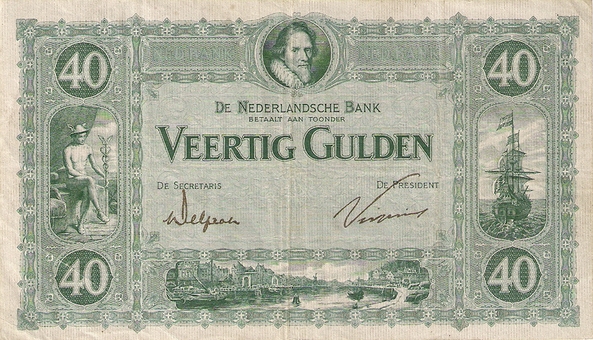 40
40
De Nederlandsche Bank
BETAALT AAN TOONDER
Veertig Gulden
De Secretaris
De President
40
40